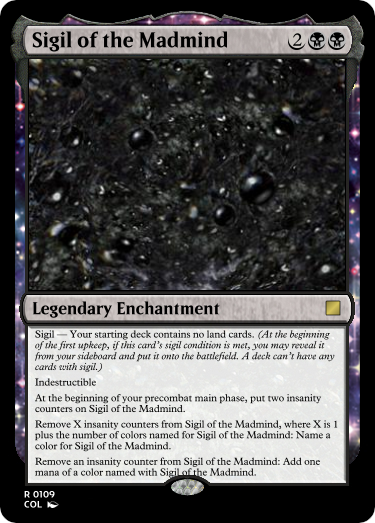 Sigil of the Madmind 2
Legendary Enchantment
Sigil — Your starting deck contains no land cards. (At the beginning
of the first upkeep, if this card's sigil condition is met, you may reveal it
from your sideboard and put it onto the battlefield. A deck can't have any
cards with sigil.)
Indestructible
At the beginning of your precombat main phase, put two insanity
counters on Sigil of the Madmind.
Remove X insanity counters from Sigil of the Madmind, where X is 1
plus the number of colors named for Sigil of the Madmind: Name a
color for Sigil of the Madmind.
Remove an insanity counter from Sigil of the Madmind: Add one
mana of a color named with Sigil of the Madmind.
R 0109
COL